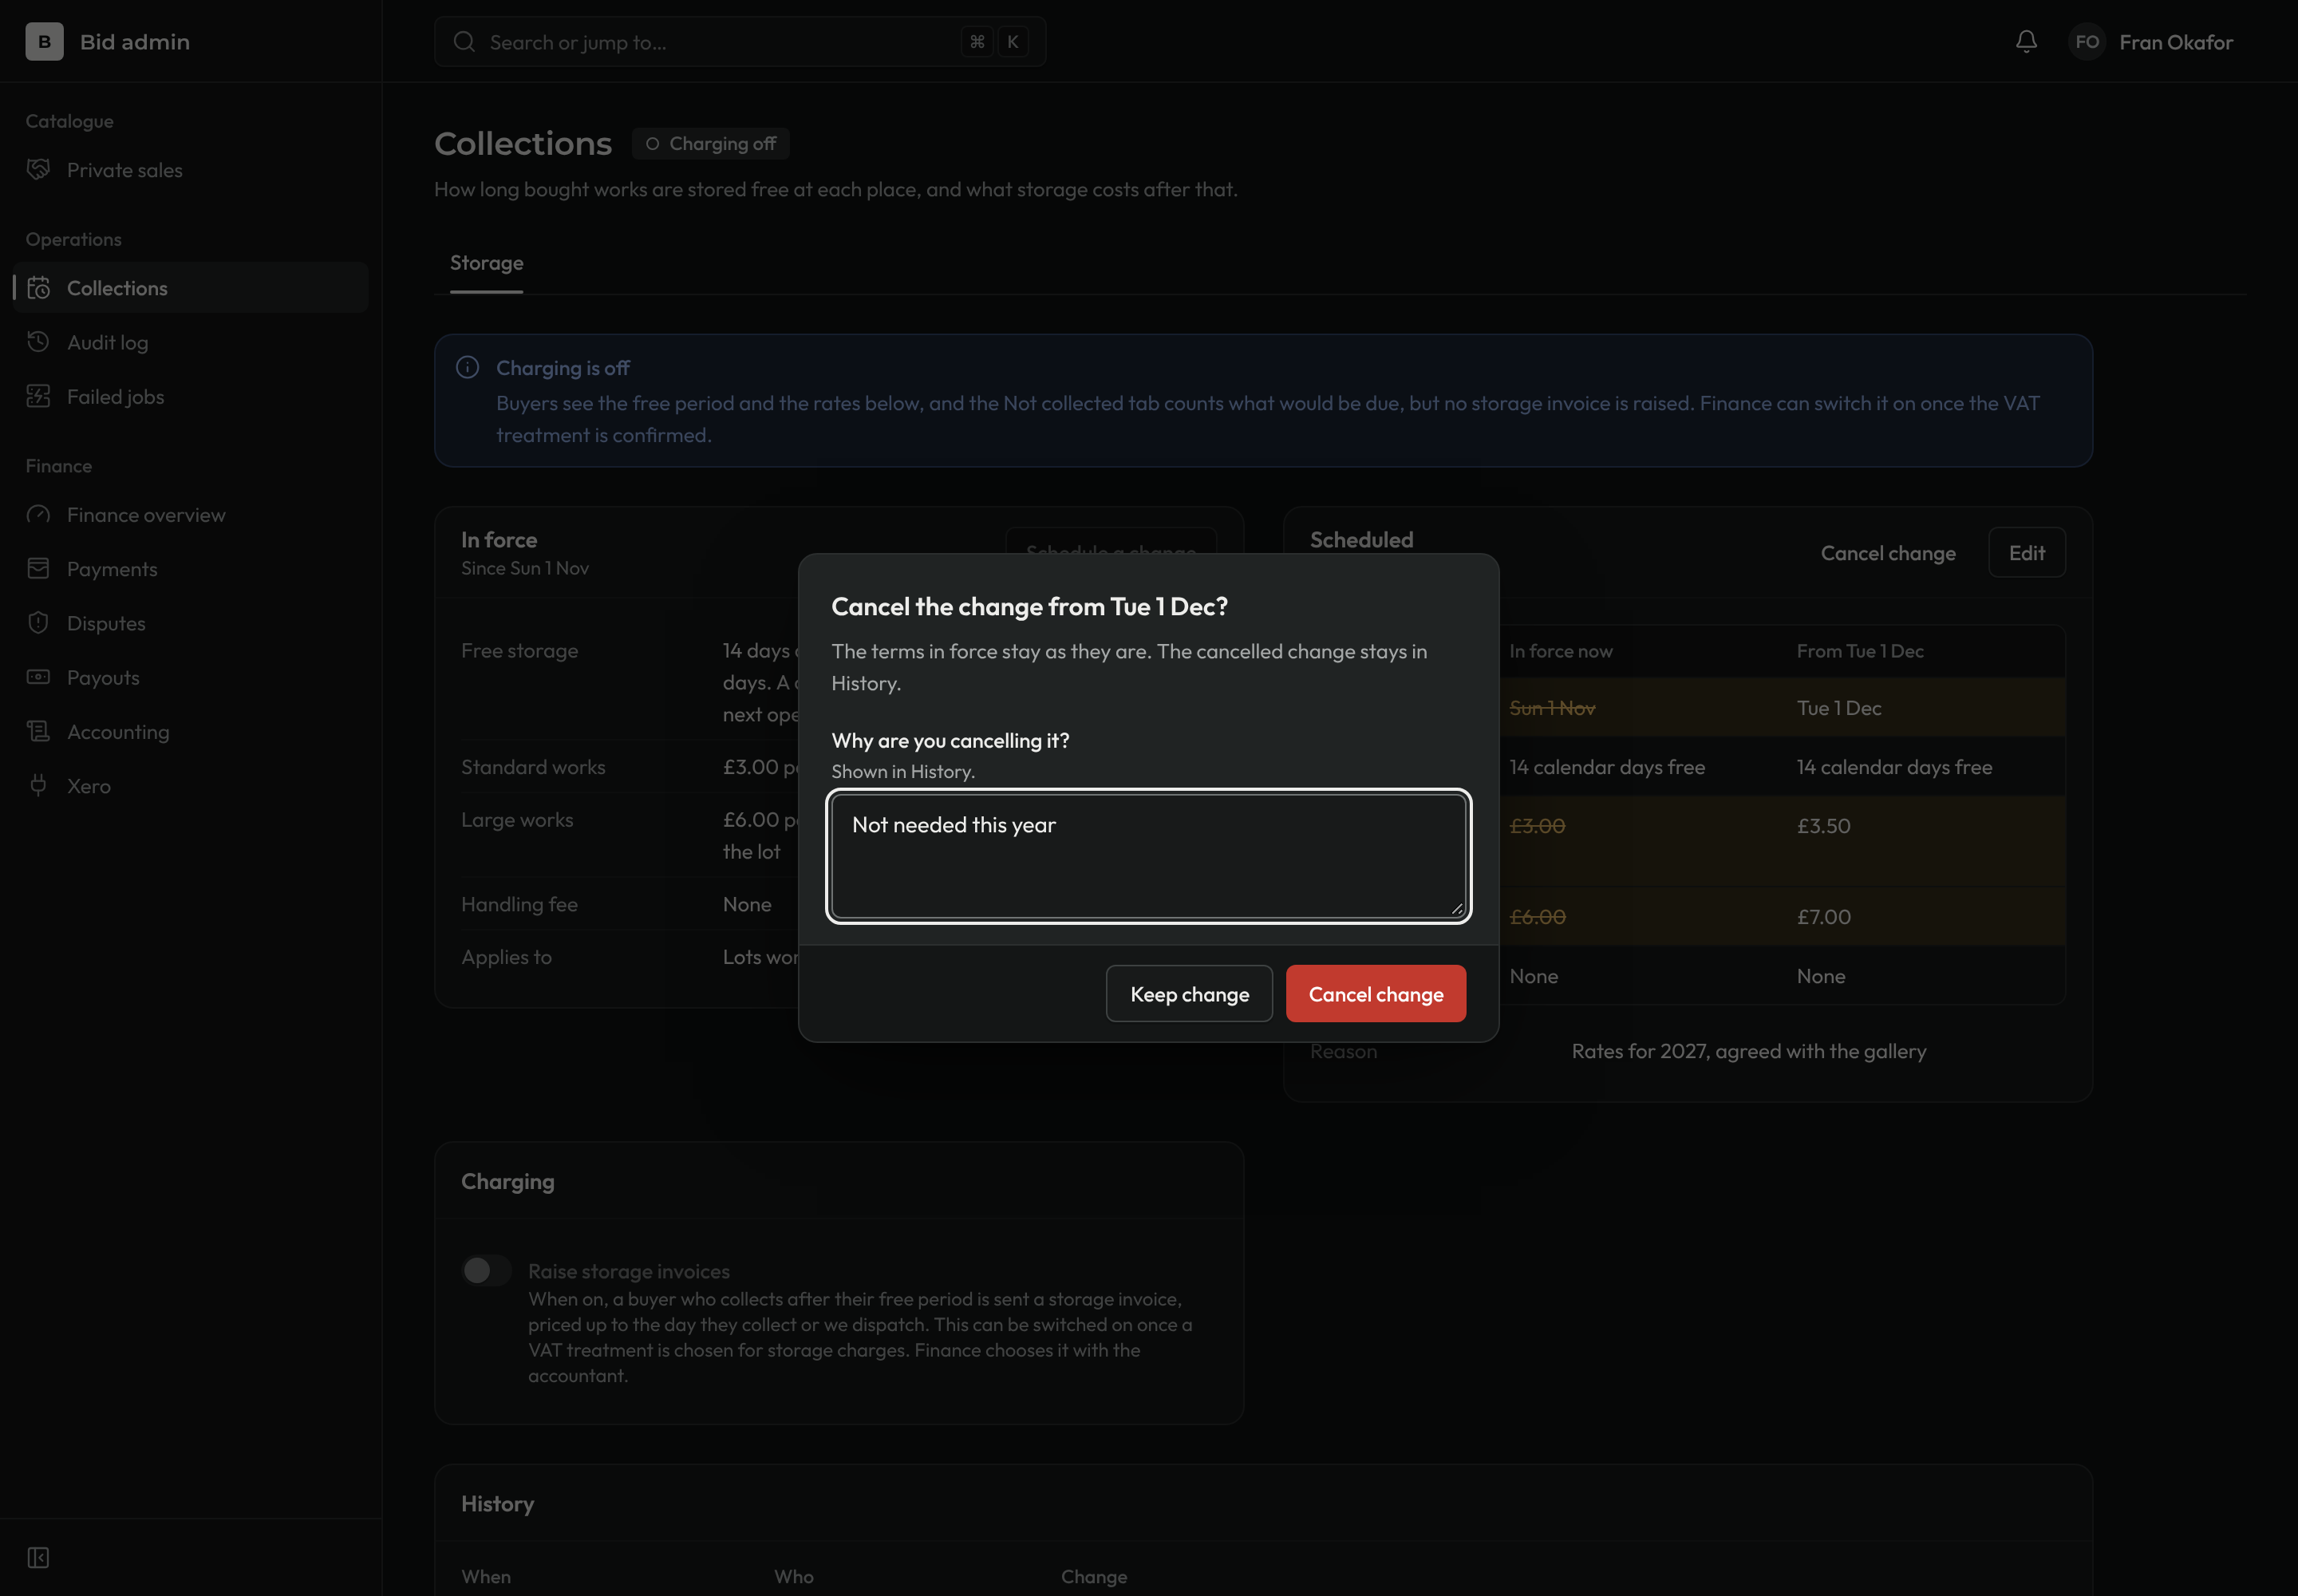 B Bid admin
Search or jump to...
⌘ K
FO Fran Okafor
Catalogue
Private sales
Operations
Collections
Audit log
Failed jobs
Finance
Finance overview
Payments
Disputes
Payouts
Accounting
Xero
Collections
Charging off
How long bought works are stored free at each place, and what storage costs after that.
Storage
Charging is off
Buyers see the free period and the rates below, and the Not collected tab counts what would be due, but no storage invoice is raised. Finance can switch it on once the VAT
treatment is confirmed.
In force
Since Sun 1 Nov
Schedule a change
Free storage
14 days
days. A
next
Standard works
£3.00
Large works
£6.00
the lot
Handling fee
None
Applies to
Lots
Scheduled
Cancel change
Edit
In force now
From Tue 1 Dec
Sun 1 Nov
Tue 1 Dec
14 calendar days free
14 calendar days free
£3.00
£3.50
£6.00
£7.00
None
None
Reason
Rates for 2027, agreed with the gallery
Cancel the change from Tue 1 Dec?
The terms in force stay as they are. The cancelled change stays in
History.
Why are you cancelling it?
Shown in History.
Not needed this year
Keep change
Cancel change
Charging
Raise storage invoices
When on, a buyer who collects after their free period is sent a storage invoice,
priced up to the day they collect or we dispatch. This can be switched on once a
VAT treatment is chosen for storage charges. Finance chooses it with the
accountant.
History
When
Who
Change